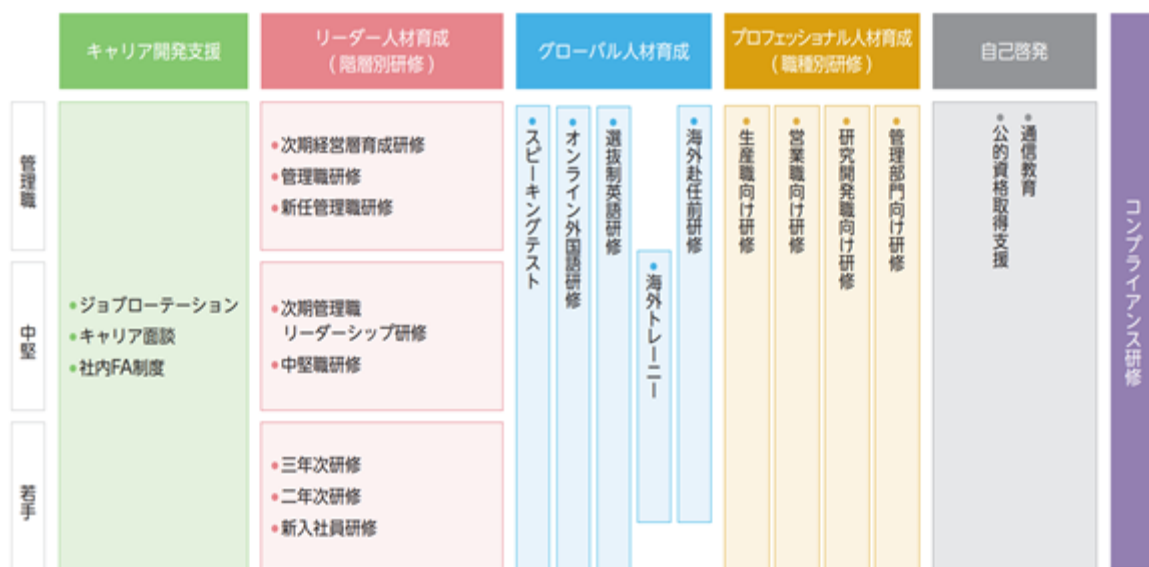 キャリア開発支援
リーダー人材育成
(階層別研修)
グローバル人材育成
プロフェッショナル人材育成
(職種別研修)
自己啓発
コンプライアンス研修
管理職
中堅
若手
•ジョブローテーション
•キャリア面談
•社内FA制度
•次期経営層育成研修
•管理職研修
•新任管理職研修
•次期管理職
リーダーシップ研修
•中堅職研修
•三年次研修
•二年次研修
•新入社員研修
•スピーキングテスト
•オンライン外国語研修
•選抜制英語研修
•海外トレーニー
•海外赴任前研修
•生産職向け研修
•営業職向け研修
•研究開発職向け研修
•管理部門向け研修
•通信教育
•公的資格取得支援